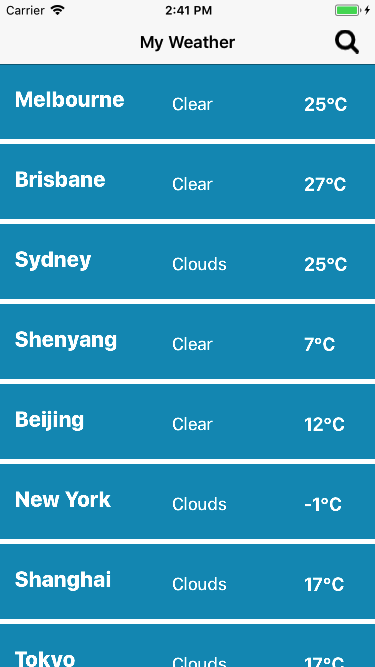 Carrier 2:41 PM
My Weather
Melbourne Clear 25°C
Brisbane Clear 27°C
Sydney Clouds 25°C
Shenyang Clear 7°C
Beijing Clear 12°C
New York Clouds -1°C
Shanghai Clouds 17°C
Tokyo Clouds 17°C